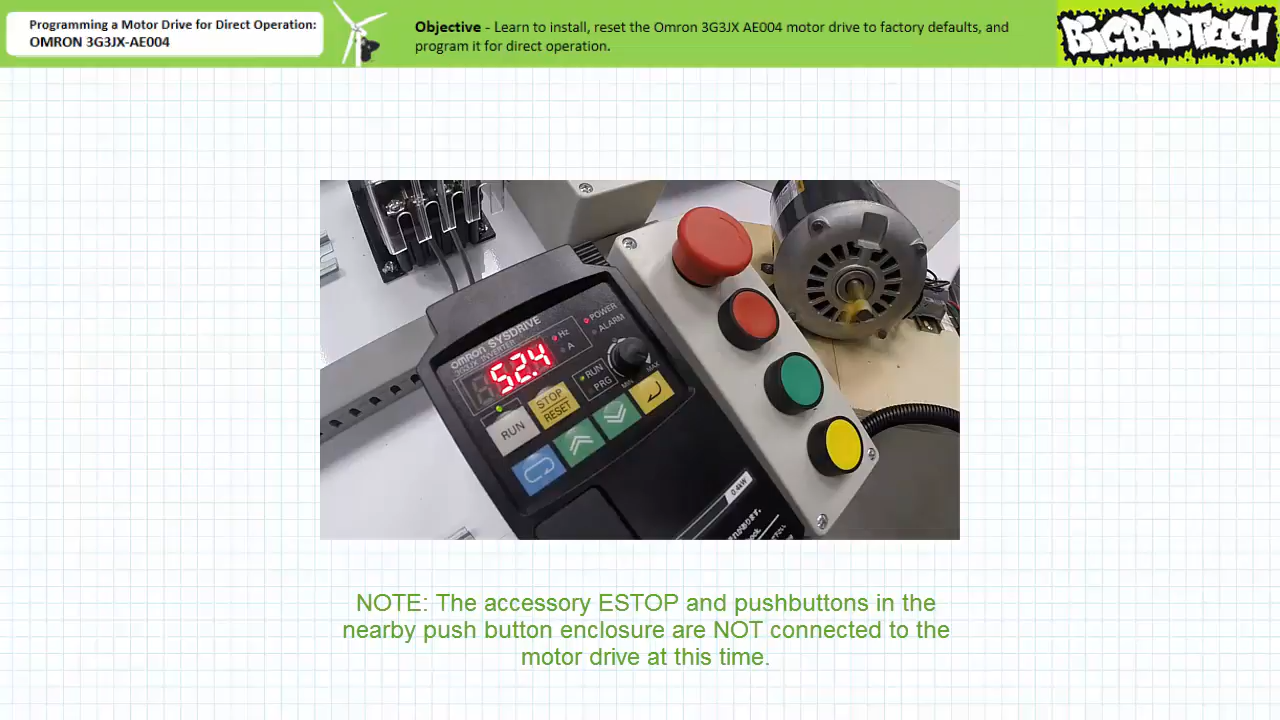 Programming a Motor Drive for Direct Operation:
OMRON 3G3JX-AE004
Objective - Learn to install, reset the Omron 3G3JX AE004 motor drive to factory defaults, and
program it for direct operation.
BIGBADTECH
omron SYSDRIVE
3G3JX INVERTER
52.4
Hz
A
POWER
ALARM
RUN
PRG
MIN
MAX
RUN
STOP
RESET
0.4kW
NOTE: The accessory ESTOP and pushbuttons in the
nearby push button enclosure are NOT connected to the
motor drive at this time.